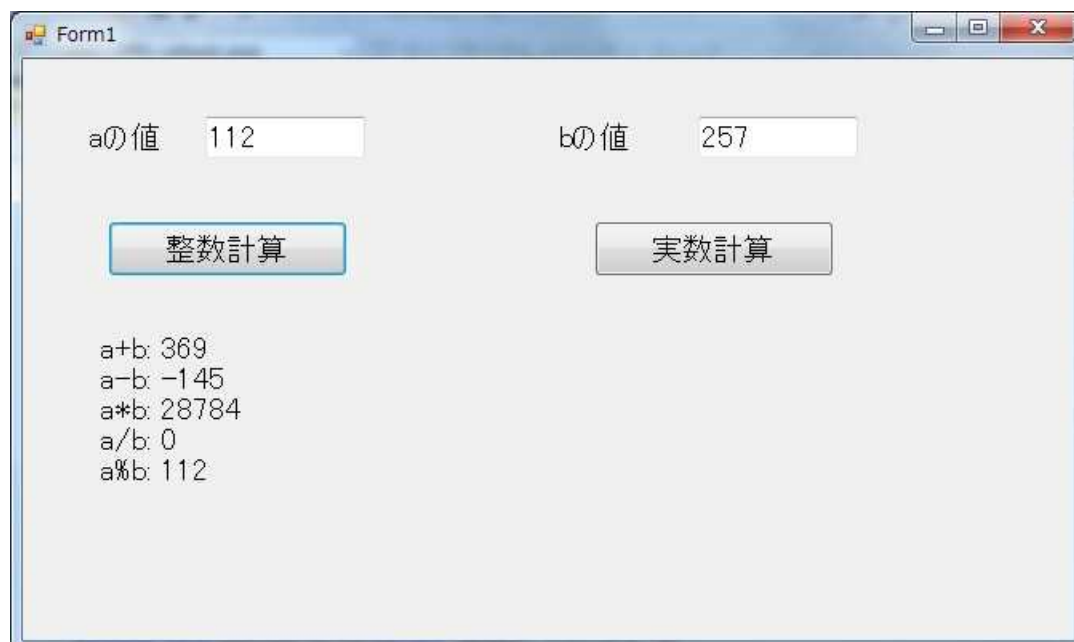 Form1
aの値 112 bの値 257
整数計算 実数計算
a+b: 369
a-b: -145
a*b: 28784
a/b: 0
a%b: 112